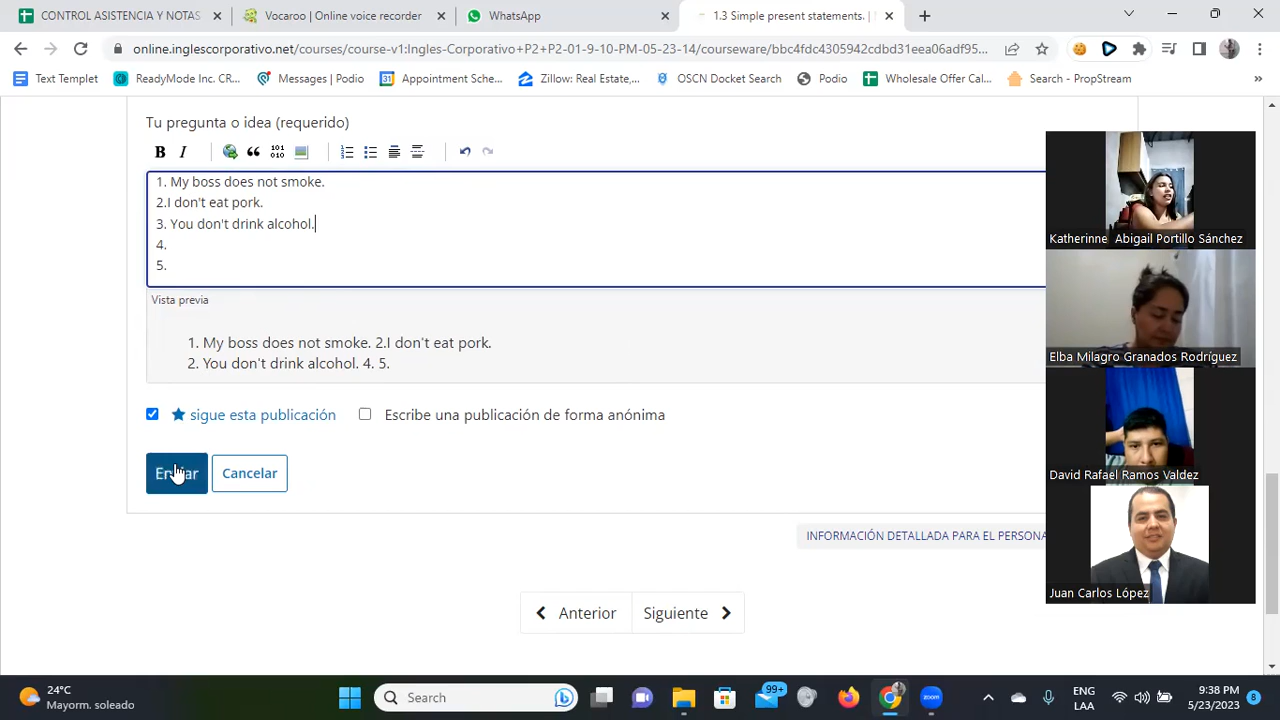 CONTROL ASISTENCIA Y NOTAS
Vocaroo | Online voice recorder
WhatsApp
1.3 Simple present statements. |
online.inglescorporativo.net/courses/course-v1:Ingles-Corporativo+P2+P2-01-9-10-PM-05-23-14/courseware/bbc4fdc4305942cdbd31eea06adf95...
Text Templet
ReadyMode Inc. CR...
Messages | Podio
Appointment Sche...
Zillow: Real Estate,...
OSCN Docket Search
Podio
Wholesale Offer Cal...
Search - PropStream
»
Tu pregunta o idea (requerido)
B I
1. My boss does not smoke.
2.I don't eat pork.
3. You don't drink alcohol.
4.
5.
Vista previa
1. My boss does not smoke. 2.I don't eat pork.
2. You don't drink alcohol. 4. 5.
sigue esta publicación
Escribe una publicación de forma anónima
Enviar
Cancelar
INFORMACIÓN DETALLADA PARA EL PERSONA
Anterior
Siguiente
Katherinne Abigail Portillo Sánchez
Elba Milagro Granados Rodríguez
David Rafael Ramos Valdez
Juan Carlos López
24°C
Mayorm. soleado
Search
99+
zoom
ENG
LAA
9:38 PM
5/23/2023
8